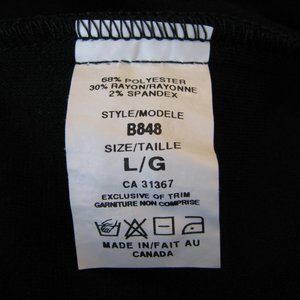 68% POLYESTER
30% RAYON/RAYONNE
2% SPANDEX
STYLE/MODELE
B848
SIZE/TAILLE
L/G
CA 31367
EXCLUSIVE OF TRIM
GARNITURE NON COMPRISE
MADE IN/FAIT AU
CANADA